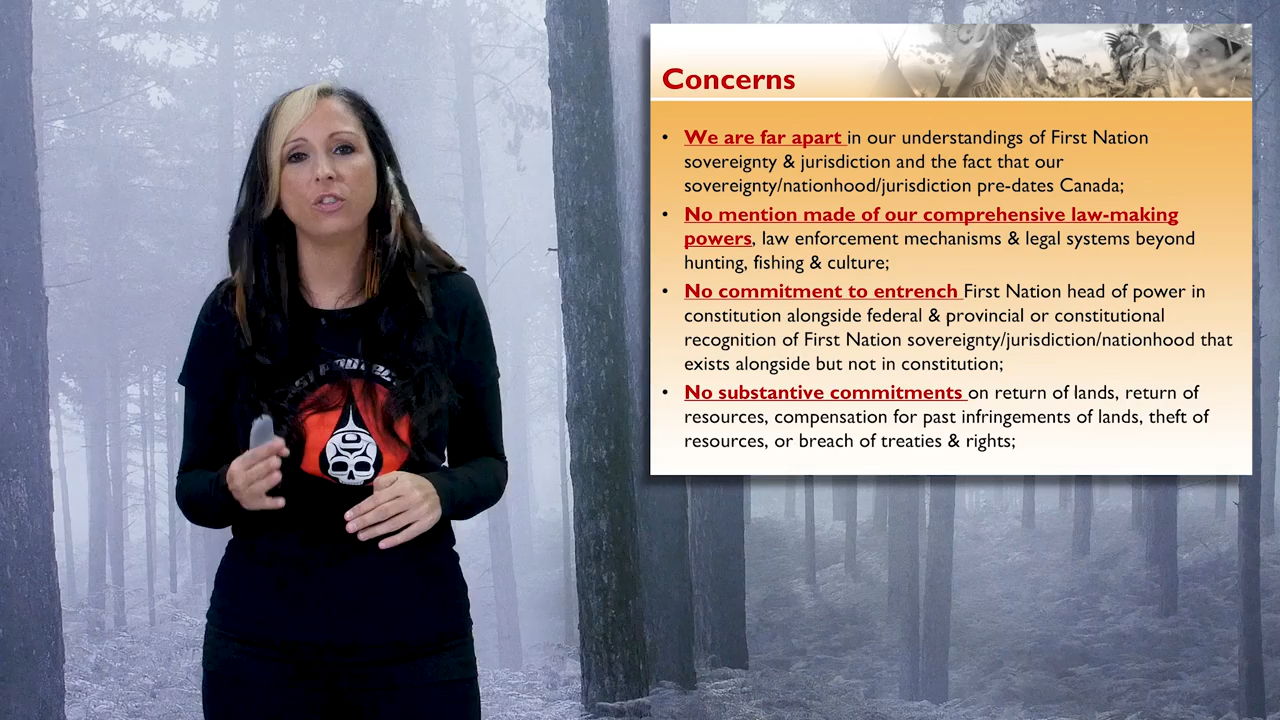 Concerns
• We are far apart in our understandings of First Nation
sovereignty & jurisdiction and the fact that our
sovereignty/nationhood/jurisdiction pre-dates Canada;
• No mention made of our comprehensive law-making
powers, law enforcement mechanisms & legal systems beyond
hunting, fishing & culture;
• No commitment to entrench First Nation head of power in
constitution alongside federal & provincial or constitutional
recognition of First Nation sovereignty/jurisdiction/nationhood that
exists alongside but not in constitution;
• No substantive commitments on return of lands, return of
resources, compensation for past infringements of lands, theft of
resources, or breach of treaties & rights;